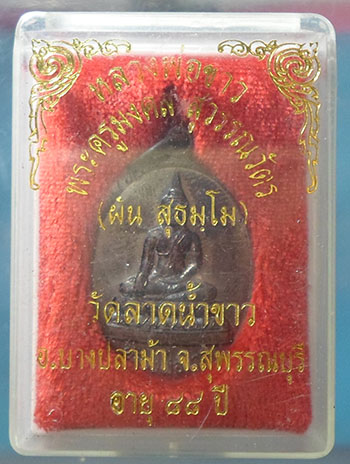 หลวงพ่อขาว
พระครูมงคล สุวรรณวัตร
(ผัน สุธมฺโม)
วัดลาดน้ำขาว
อ.บางปลาม้า จ.สุพรรณบุรี
อายุ ๘๘ ปี